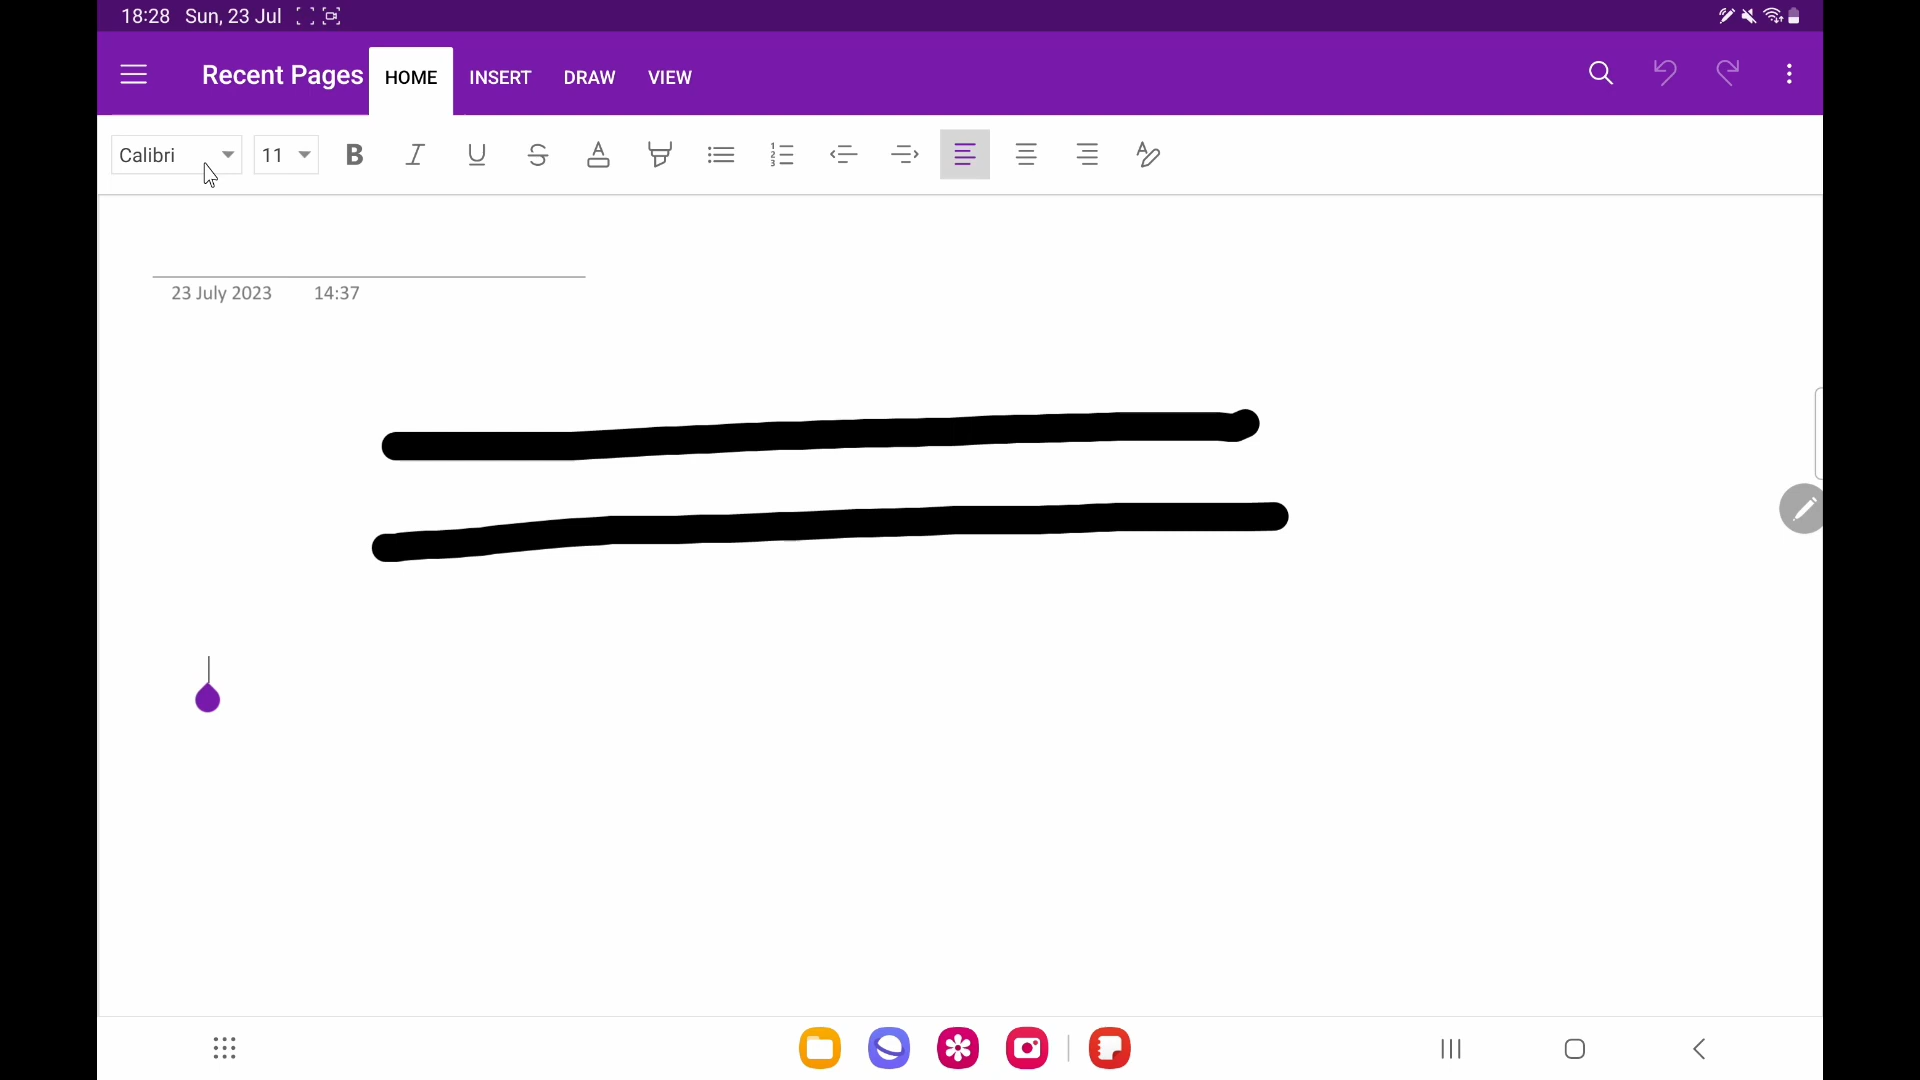 18:28 Sun, 23 Jul
Recent Pages HOME INSERT DRAW VIEW
Calibri 11 B I U S A
23 July 2023 14:37